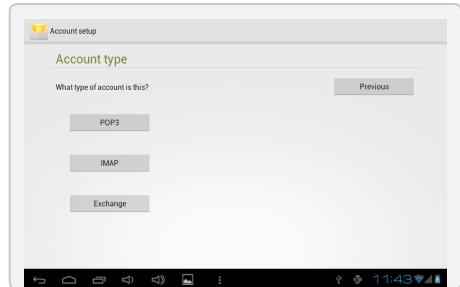 Account setup
Account type
What type of account is this?
Previous
POP3
IMAP
Exchange
11:43